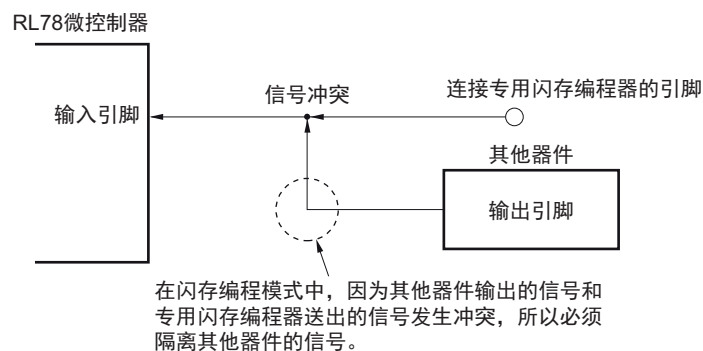 RL78微控制器
输入引脚
信号冲突
连接专用闪存编程器的引脚
其他器件
输出引脚
在闪存编程模式中，因为其他器件输出的信号和
专用闪存编程器送出的信号发生冲突，所以必须
隔离其他器件的信号。